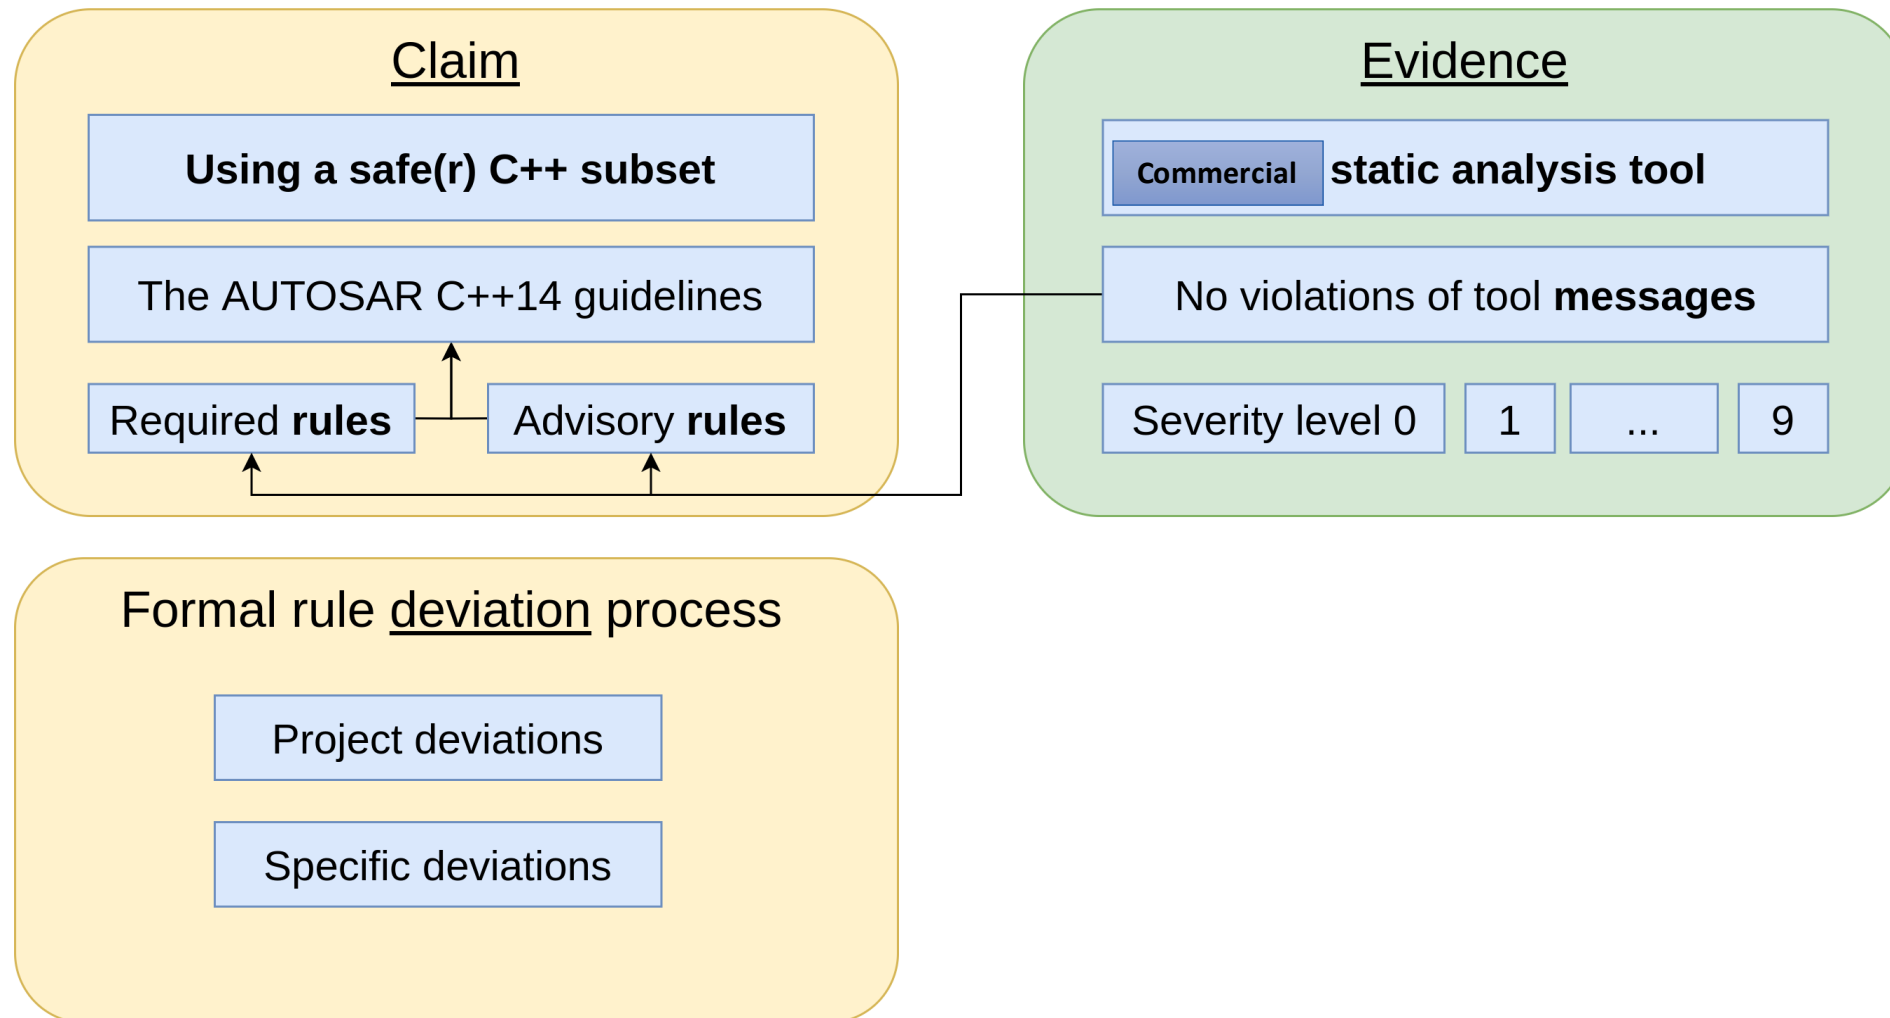 Claim
Using a safe(r) C++ subset
The AUTOSAR C++14 guidelines
Required rules
Advisory rules
Evidence
Commercial static analysis tool
No violations of tool messages
Severity level 0
1
...
9
Formal rule deviation process
Project deviations
Specific deviations